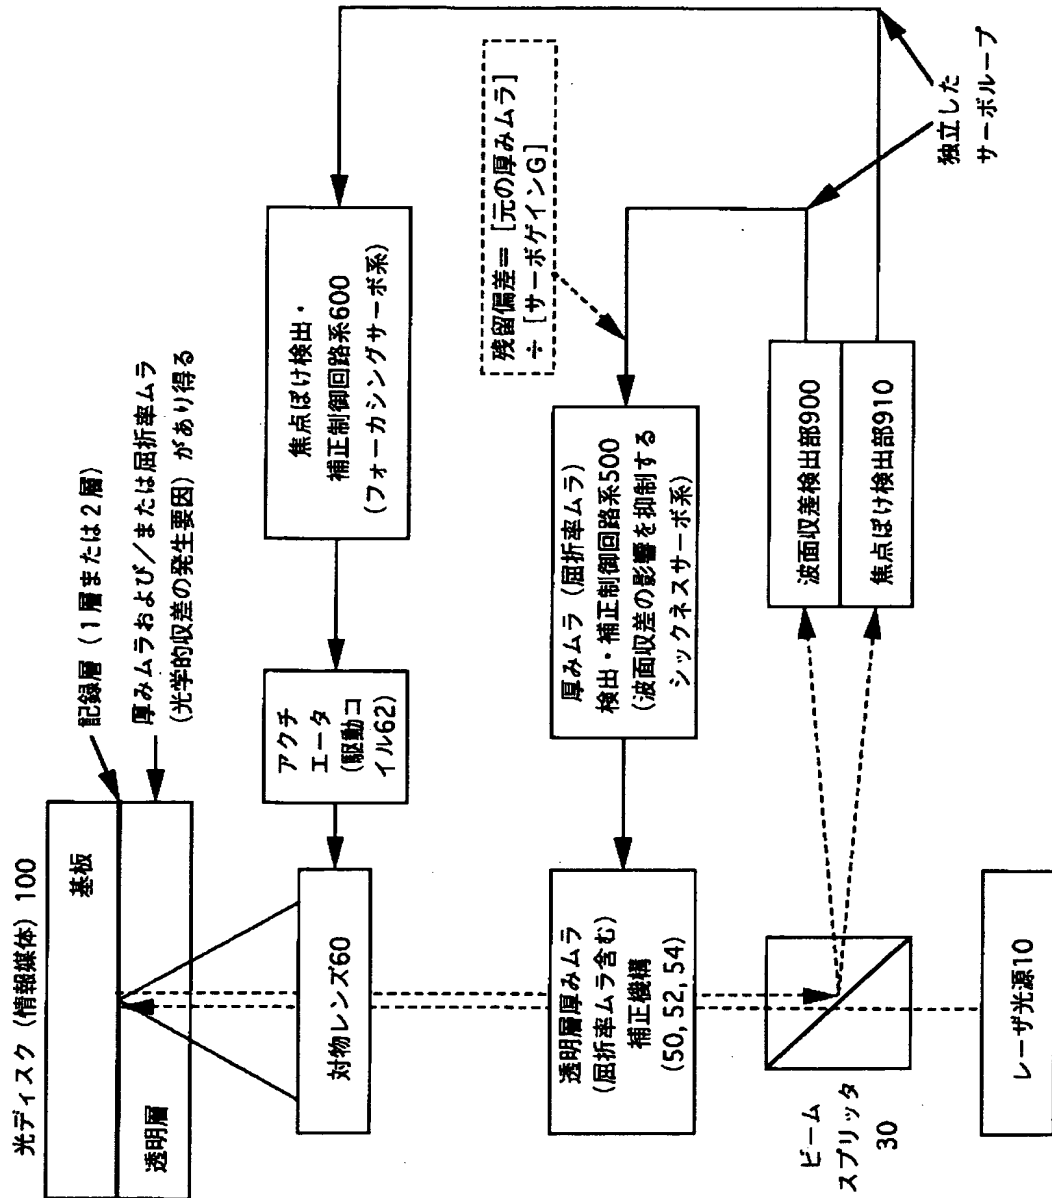 光ディスク（情報媒体）100
基板
透明層
記録層（1層または2層）
厚みムラおよび／または屈折率ムラ
（光学的収差の発生要因）があり得る
対物レンズ60
アクチ
エータ
（駆動コ
イル62）
焦点ぼけ検出・
補正制御回路系600
（フォーカシングサーボ系）
残留偏差＝［元の厚みムラ］
÷［サーボゲインG］
透明層厚みムラ
（屈折率ムラ含む）
補正機構
（50, 52, 54）
厚みムラ（屈折率ムラ）
検出・補正制御回路系500
（波面収差の影響を抑制する
シックネスサーボ系）
独立した
サーボループ
ビーム
スプリッタ
30
波面収差検出部900
焦点ぼけ検出部910
レーザ光源10